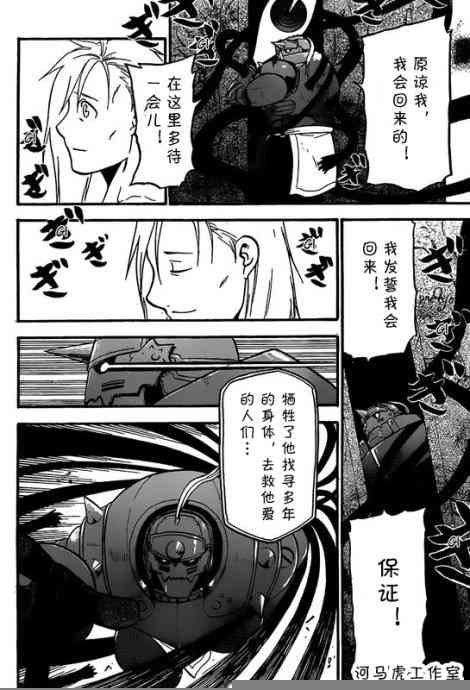 原谅我，
我会
回来的！
在这
里多待
一会儿！
我发誓我会
回来！
牺牲了他找寻多年
的身体，去救他爱
的人们…
保证！
河马虎工作室